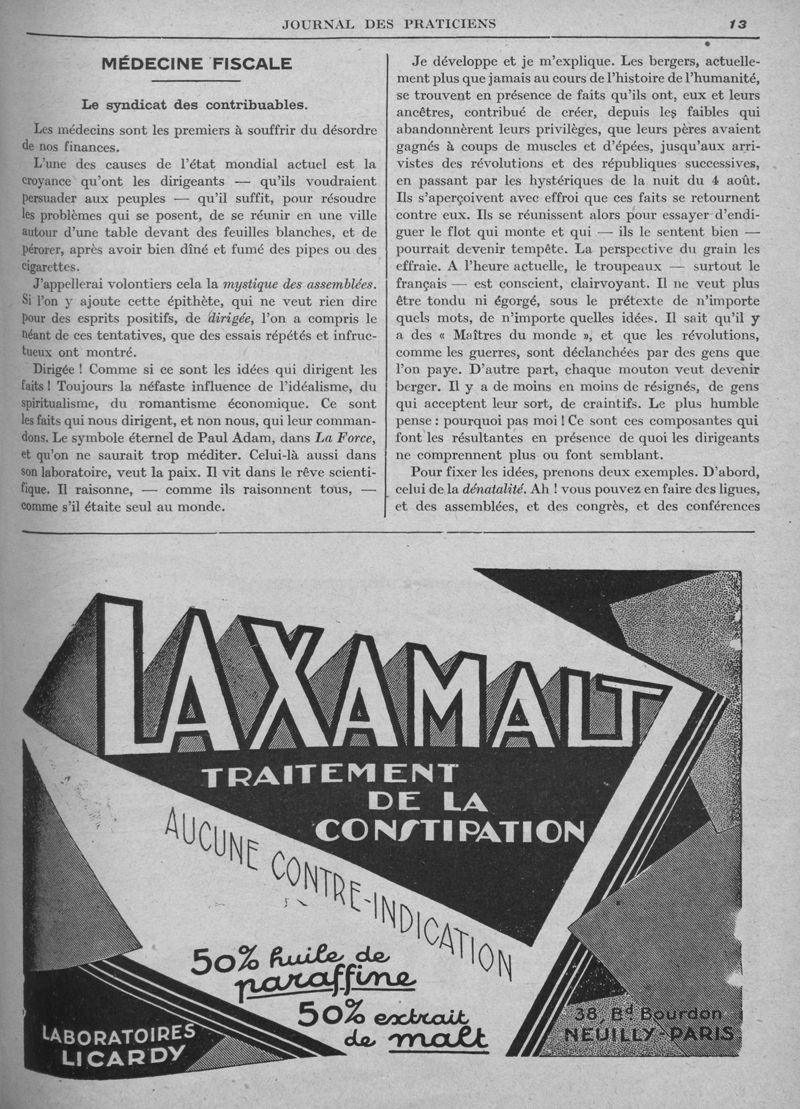 JOURNAL DES PRATICIENS 13
MÉDECINE FISCALE
Le syndicat des contribuables.
Les médecins sont les premiers à souffrir du désordre
de nos finances.
L'une des causes de l'état mondial actuel est la
croyance qu'ont les dirigeants — qu'ils voudraient
persuader aux peuples — qu'il suffit, pour résoudre
les problèmes qui se posent, de se réunir en une ville
autour d'une table devant des feuilles blanches, et de
pérorer, après avoir bien dîné et fumé des pipes ou des
cigarettes.
J'appellerai volontiers cela la mystique des assemblées.
Si l'on y ajoute cette épithète, qui ne veut rien dire
pour des esprits positifs, de dirigée, l'on a compris le
néant de ces tentatives, que des essais répétés et infruc-
tueux ont montré.
Dirigée ! Comme si ce sont les idées qui dirigent les
faits ! Toujours la néfaste influence de l'idéalisme, du
spiritualisme, du romantisme économique. Ce sont
les faits qui nous dirigent, et non nous, qui leur comman-
dons. Le symbole éternel de Paul Adam, dans La Force,
et qu'on ne saurait trop méditer. Celui-là aussi dans
son laboratoire, veut la paix. Il vit dans le rêve scienti-
fique. Il raisonne, — comme ils raisonnent tous, —
comme s'il étaite seul au monde.
Je développe et je m'explique. Les bergers, actuelle-
ment plus que jamais au cours de l'histoire de l'humanité,
se trouvent en présence de faits qu'ils ont, eux et leurs
ancêtres, contribué de créer, depuis les faibles qui
abandonnèrent leurs privilèges, que leurs pères avaient
gagnés à coups de muscles et d'épées, jusqu'aux arri-
vistes des révolutions et des républiques successives,
en passant par les hystériques de la nuit du 4 août.
Ils s'aperçoivent avec effroi que ces faits se retournent
contre eux. Ils se réunissent alors pour essayer d'endi-
guer le flot qui monte et qui — ils le sentent bien —
pourrait devenir tempête. La perspective du grain les
effraie. A l'heure actuelle, le troupeaux — surtout le
français — est conscient, clairvoyant. Il ne veut plus
être tondu ni égorgé, sous le prétexte de n'importe
quels mots, de n'importe quelles idées. Il sait qu'il y
a des « Maîtres du monde », et que les révolutions,
comme les guerres, sont déclanchées par des gens que
l'on paye. D'autre part, chaque mouton veut devenir
berger. Il y a de moins en moins de résignés, de gens
qui acceptent leur sort, de craintifs. Le plus humble
pense : pourquoi pas moi ! Ce sont ces composantes qui
font les résultantes en présence de quoi les dirigeants
ne comprennent plus ou font semblant.
Pour fixer les idées, prenons deux exemples. D'abord,
celui de la dénatalité. Ah ! vous pouvez en faire des ligues,
et des assemblées, et des congrès, et des conférences
LAXAMALT
TRAITEMENT
DE LA
CONSTIPATION
AUCUNE CONTRE-INDICATION
50% huile de
paraffine
50% extrait
de malt
LABORATOIRES
LICARDY
38, Bd Bourdon
NEUILLY-PARIS